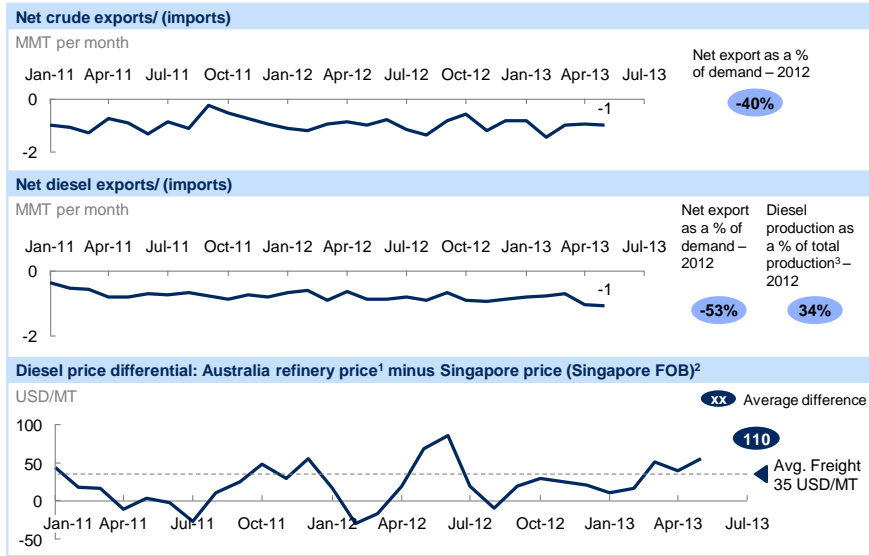 Net crude exports/ (imports)
MMT per month
Net export as a %
of demand – 2012
-40%
Jan-11 Apr-11 Jul-11 Oct-11 Jan-12 Apr-12 Jul-12 Oct-12 Jan-13 Apr-13 Jul-13
0
-1
-2
Net diesel exports/ (imports)
MMT per month
Net export
as a % of
demand –
2012
-53%
Diesel
production as
a % of total
production³ –
2012
34%
Jan-11 Apr-11 Jul-11 Oct-11 Jan-12 Apr-12 Jul-12 Oct-12 Jan-13 Apr-13 Jul-13
0
-1
-2
Diesel price differential: Australia refinery price¹ minus Singapore price (Singapore FOB)²
USD/MT
xx Average difference
110
Avg. Freight
35 USD/MT
100
50
0
-50
Jan-11 Apr-11 Jul-11 Oct-11 Jan-12 Apr-12 Jul-12 Oct-12 Jan-13 Apr-13 Jul-13